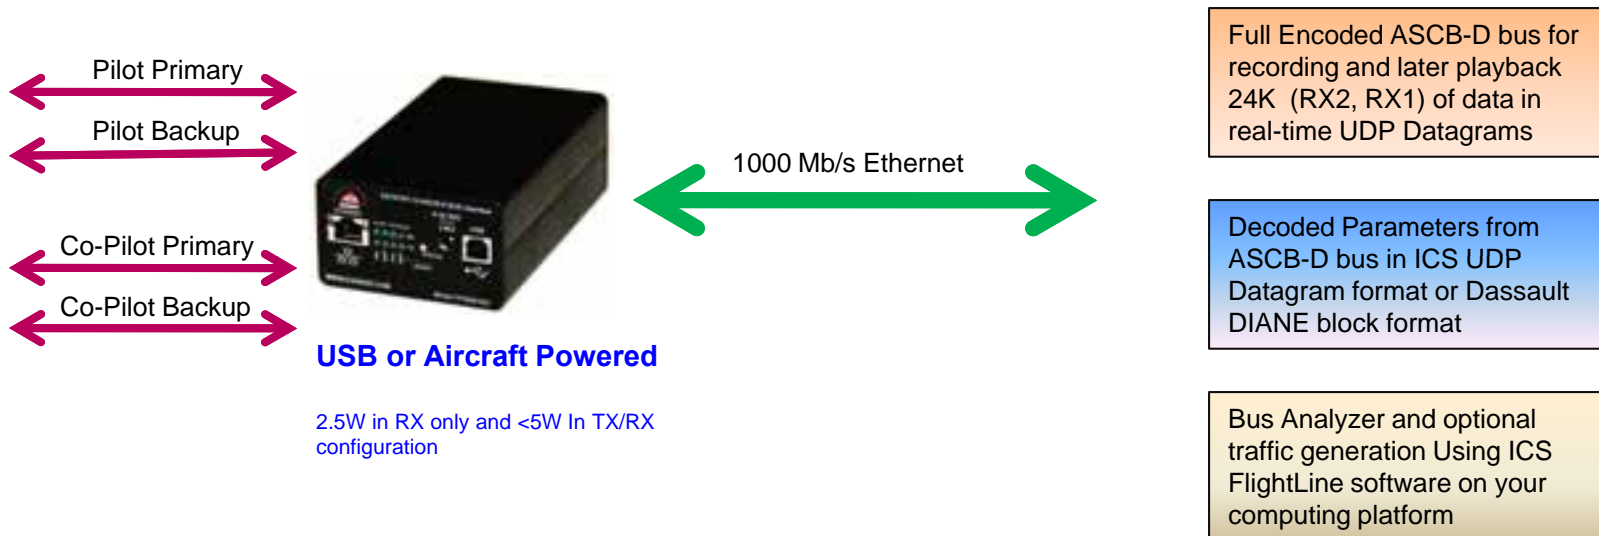 Pilot Primary
Pilot Backup
Co-Pilot Primary
Co-Pilot Backup
USB or Aircraft Powered
2.5W in RX only and <5W In TX/RX
configuration
1000 Mb/s Ethernet
Full Encoded ASCB-D bus for
recording and later playback
24K (RX2, RX1) of data in
real-time UDP Datagrams
Decoded Parameters from
ASCB-D bus in ICS UDP
Datagram format or Dassault
DIANE block format
Bus Analyzer and optional
traffic generation Using ICS
FlightLine software on your
computing platform